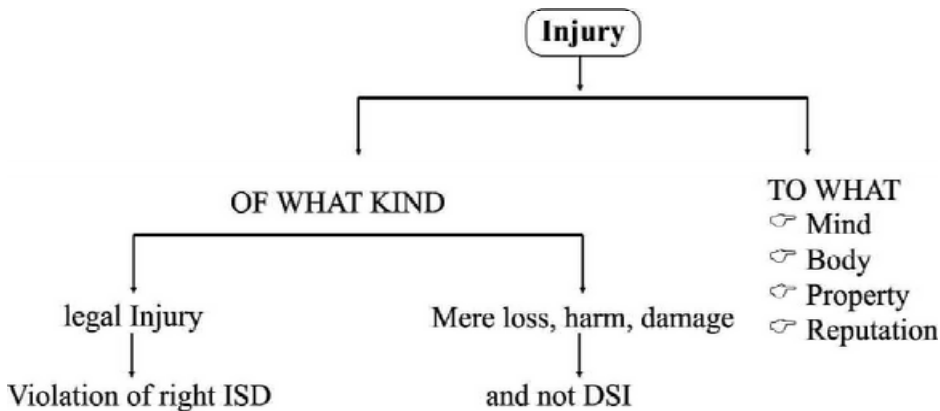 Injury
OF WHAT KIND
TO WHAT
☞ Mind
☞ Body
☞ Property
☞ Reputation
legal Injury
Mere loss, harm, damage
Violation of right ISD
and not DSI